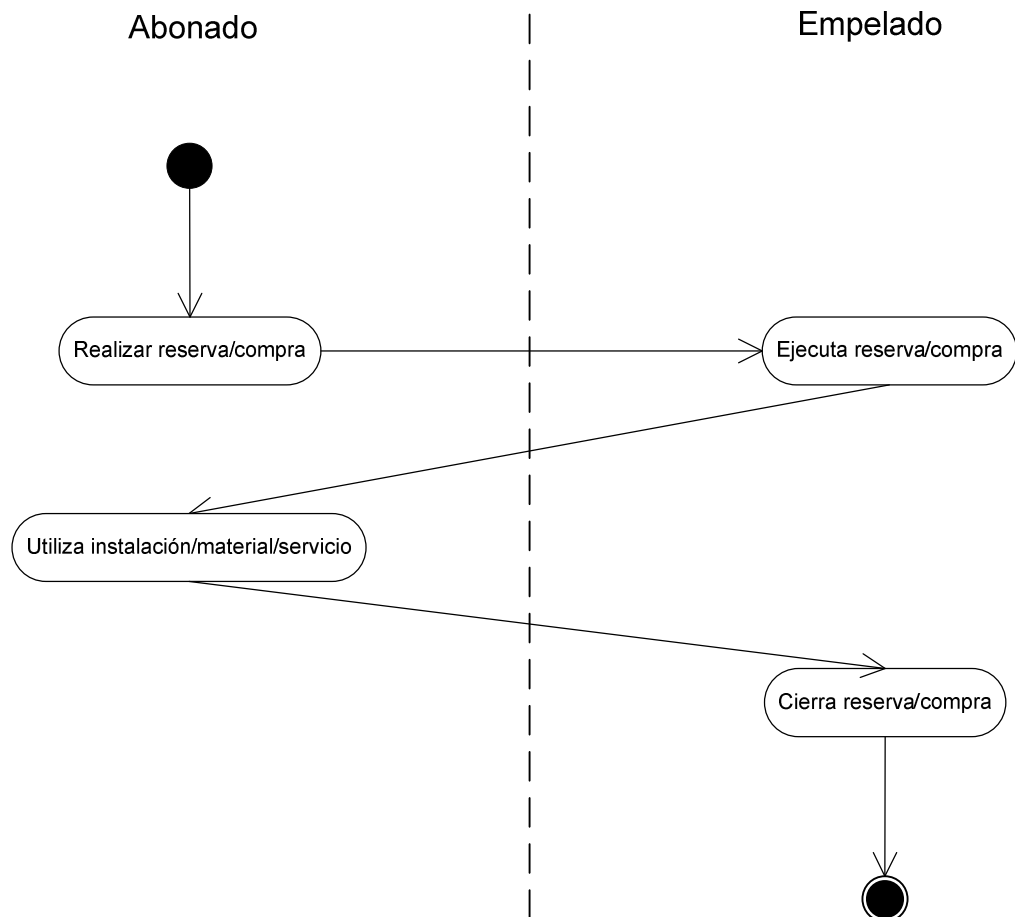 Abonado
Empelado
Realizar reserva/compra
Ejecuta reserva/compra
Utiliza instalación/material/servicio
Cierra reserva/compra